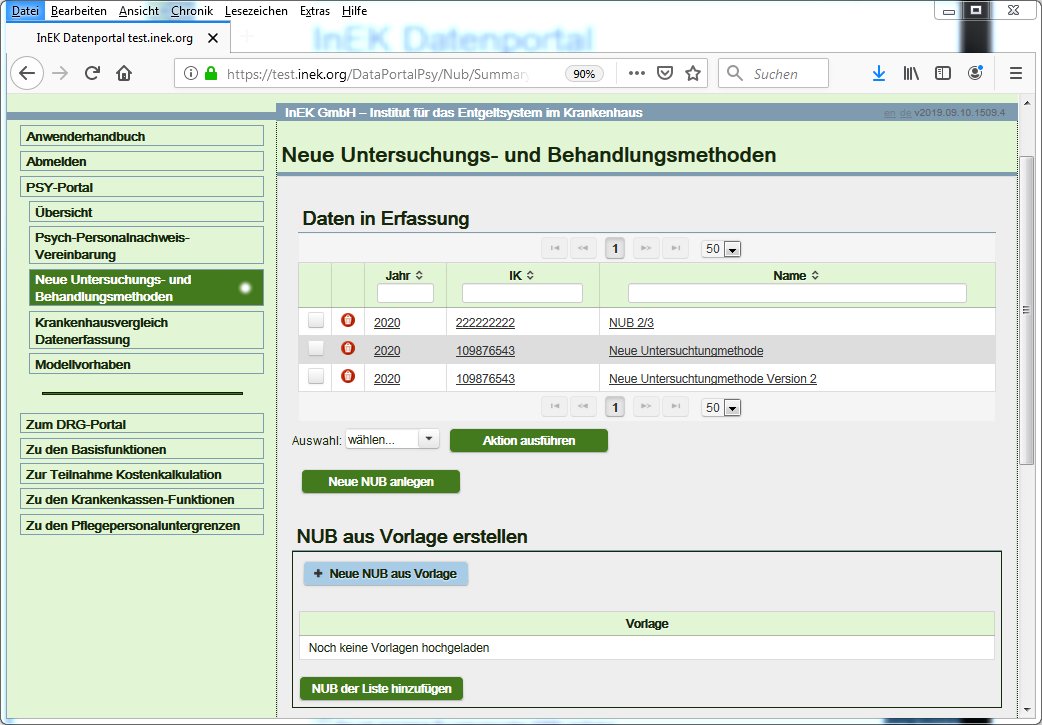 Datei Bearbeiten Ansicht Chronik Lesezeichen Extras Hilfe
InEK Datenportal test.inek.org
InEK Datenportal
https://test.inek.org/DataPortalPsy/Nub/Summary
90%
Suchen
InEK GmbH – Institut für das Entgeltsystem im Krankenhaus
en de v2019.09.10.1509.4
Anwenderhandbuch
Abmelden
PSY-Portal
Übersicht
Psych-Personalnachweis-
Vereinbarung
Neue Untersuchungs- und
Behandlungsmethoden
Krankenhausvergleich
Datenerfassung
Modellvorhaben
Zum DRG-Portal
Zu den Basisfunktionen
Zur Teilnahme Kostenkalkulation
Zu den Krankenkassen-Funktionen
Zu den Pflegepersonaluntergrenzen
Neue Untersuchungs- und Behandlungsmethoden
Daten in Erfassung
1 50
Jahr IK Name
2020 222222222 NUB 2/3
2020 109876543 Neue Untersuchtungmethode
2020 109876543 Neue Untersuchtungmethode Version 2
1 50
Auswahl: wählen... Aktion ausführen
Neue NUB anlegen
NUB aus Vorlage erstellen
+ Neue NUB aus Vorlage
Vorlage
Noch keine Vorlagen hochgeladen
NUB der Liste hinzufügen